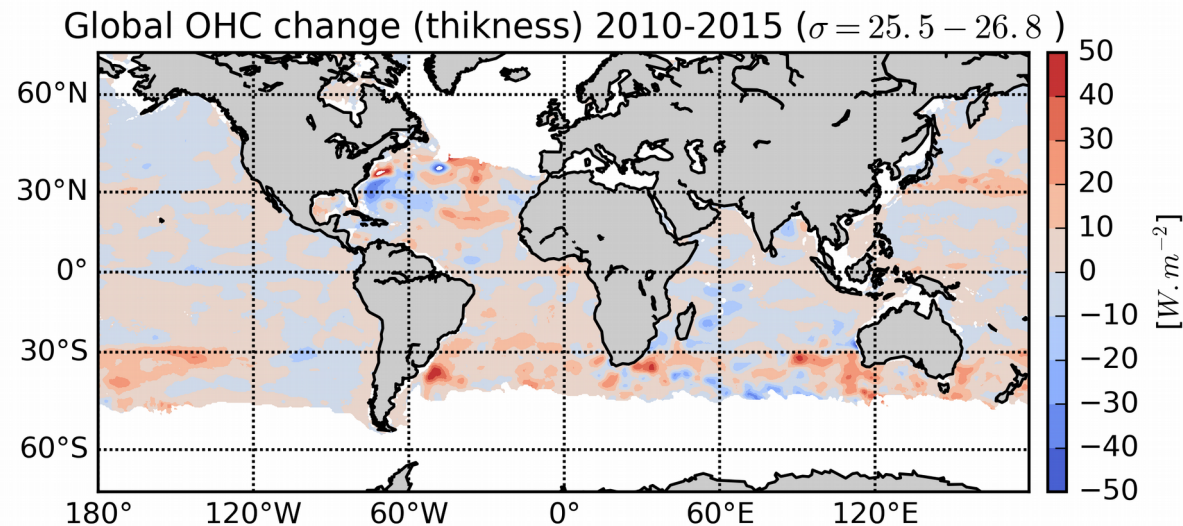 Global OHC change (thikness) 2010-2015 (σ = 25.5 − 26.8 )
60°N
30°N
0°
30°S
60°S
180°
120°W
60°W
0°
60°E
120°E
50
40
30
20
10
0
−10
−20
−30
−40
−50
[W.m⁻²]